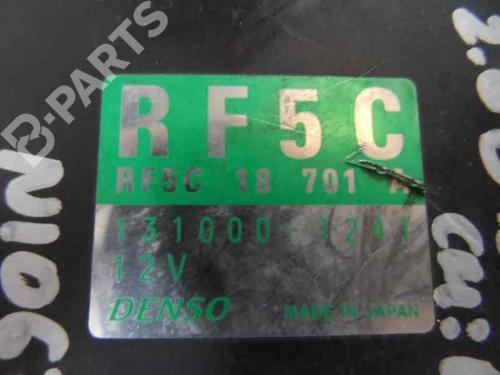 B-PARTS
RF5C
RF5C 18 701 A
131000-1241
12V
DENSO
MADE IN JAPAN